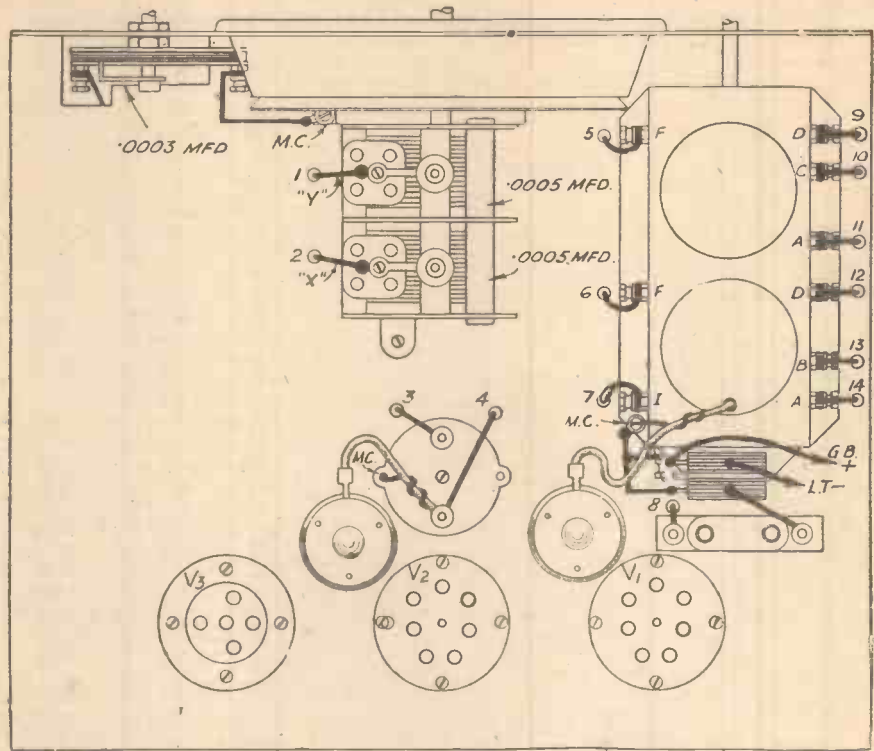 .0003 MFD
M.C.
1
"Y"
.0005 MFD.
2
"X"
.0005 MFD.
5
F
D
9
C
10
A
11
6
F
D
12
B
13
7
I
A
14
M.C.
3
4
M.C.
G.B.
+
L.T-
8
V3
V2
V1